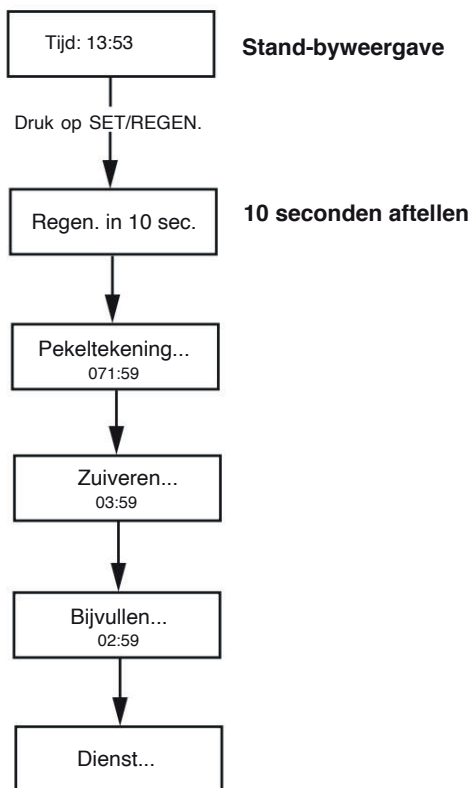 Tijd: 13:53
Stand-byweergave
Druk op SET/REGEN.
Regen. in 10 sec.
10 seconden aftellen
Pekeltekening...
071:59
Zuiveren...
03:59
Bijvullen...
02:59
Dienst...